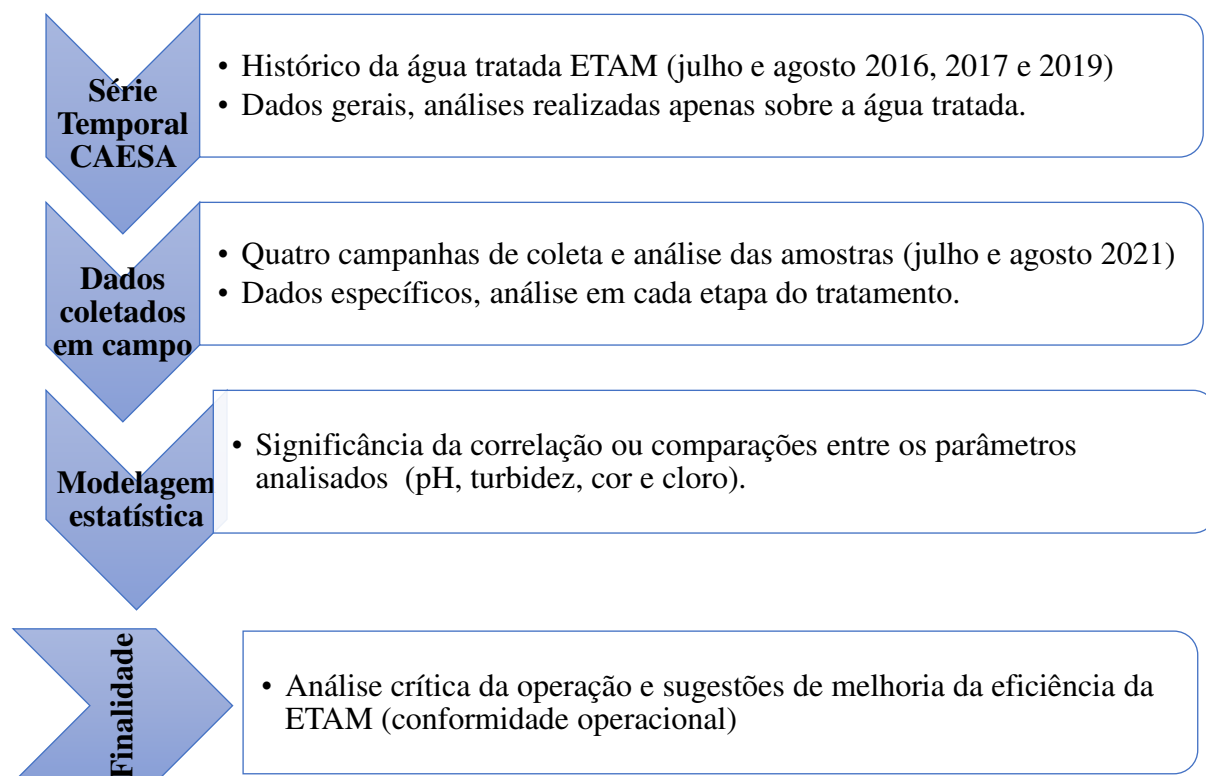 Série
Temporal
CAESA
• Histórico da água tratada ETAM (julho e agosto 2016, 2017 e 2019)
• Dados gerais, análises realizadas apenas sobre a água tratada.
Dados
coletados
em campo
• Quatro campanhas de coleta e análise das amostras (julho e agosto 2021)
• Dados específicos, análise em cada etapa do tratamento.
Modelagem
estatística
• Significância da correlação ou comparações entre os parâmetros
analisados (pH, turbidez, cor e cloro).
Finalidade
• Análise crítica da operação e sugestões de melhoria da eficiência da
ETAM (conformidade operacional)